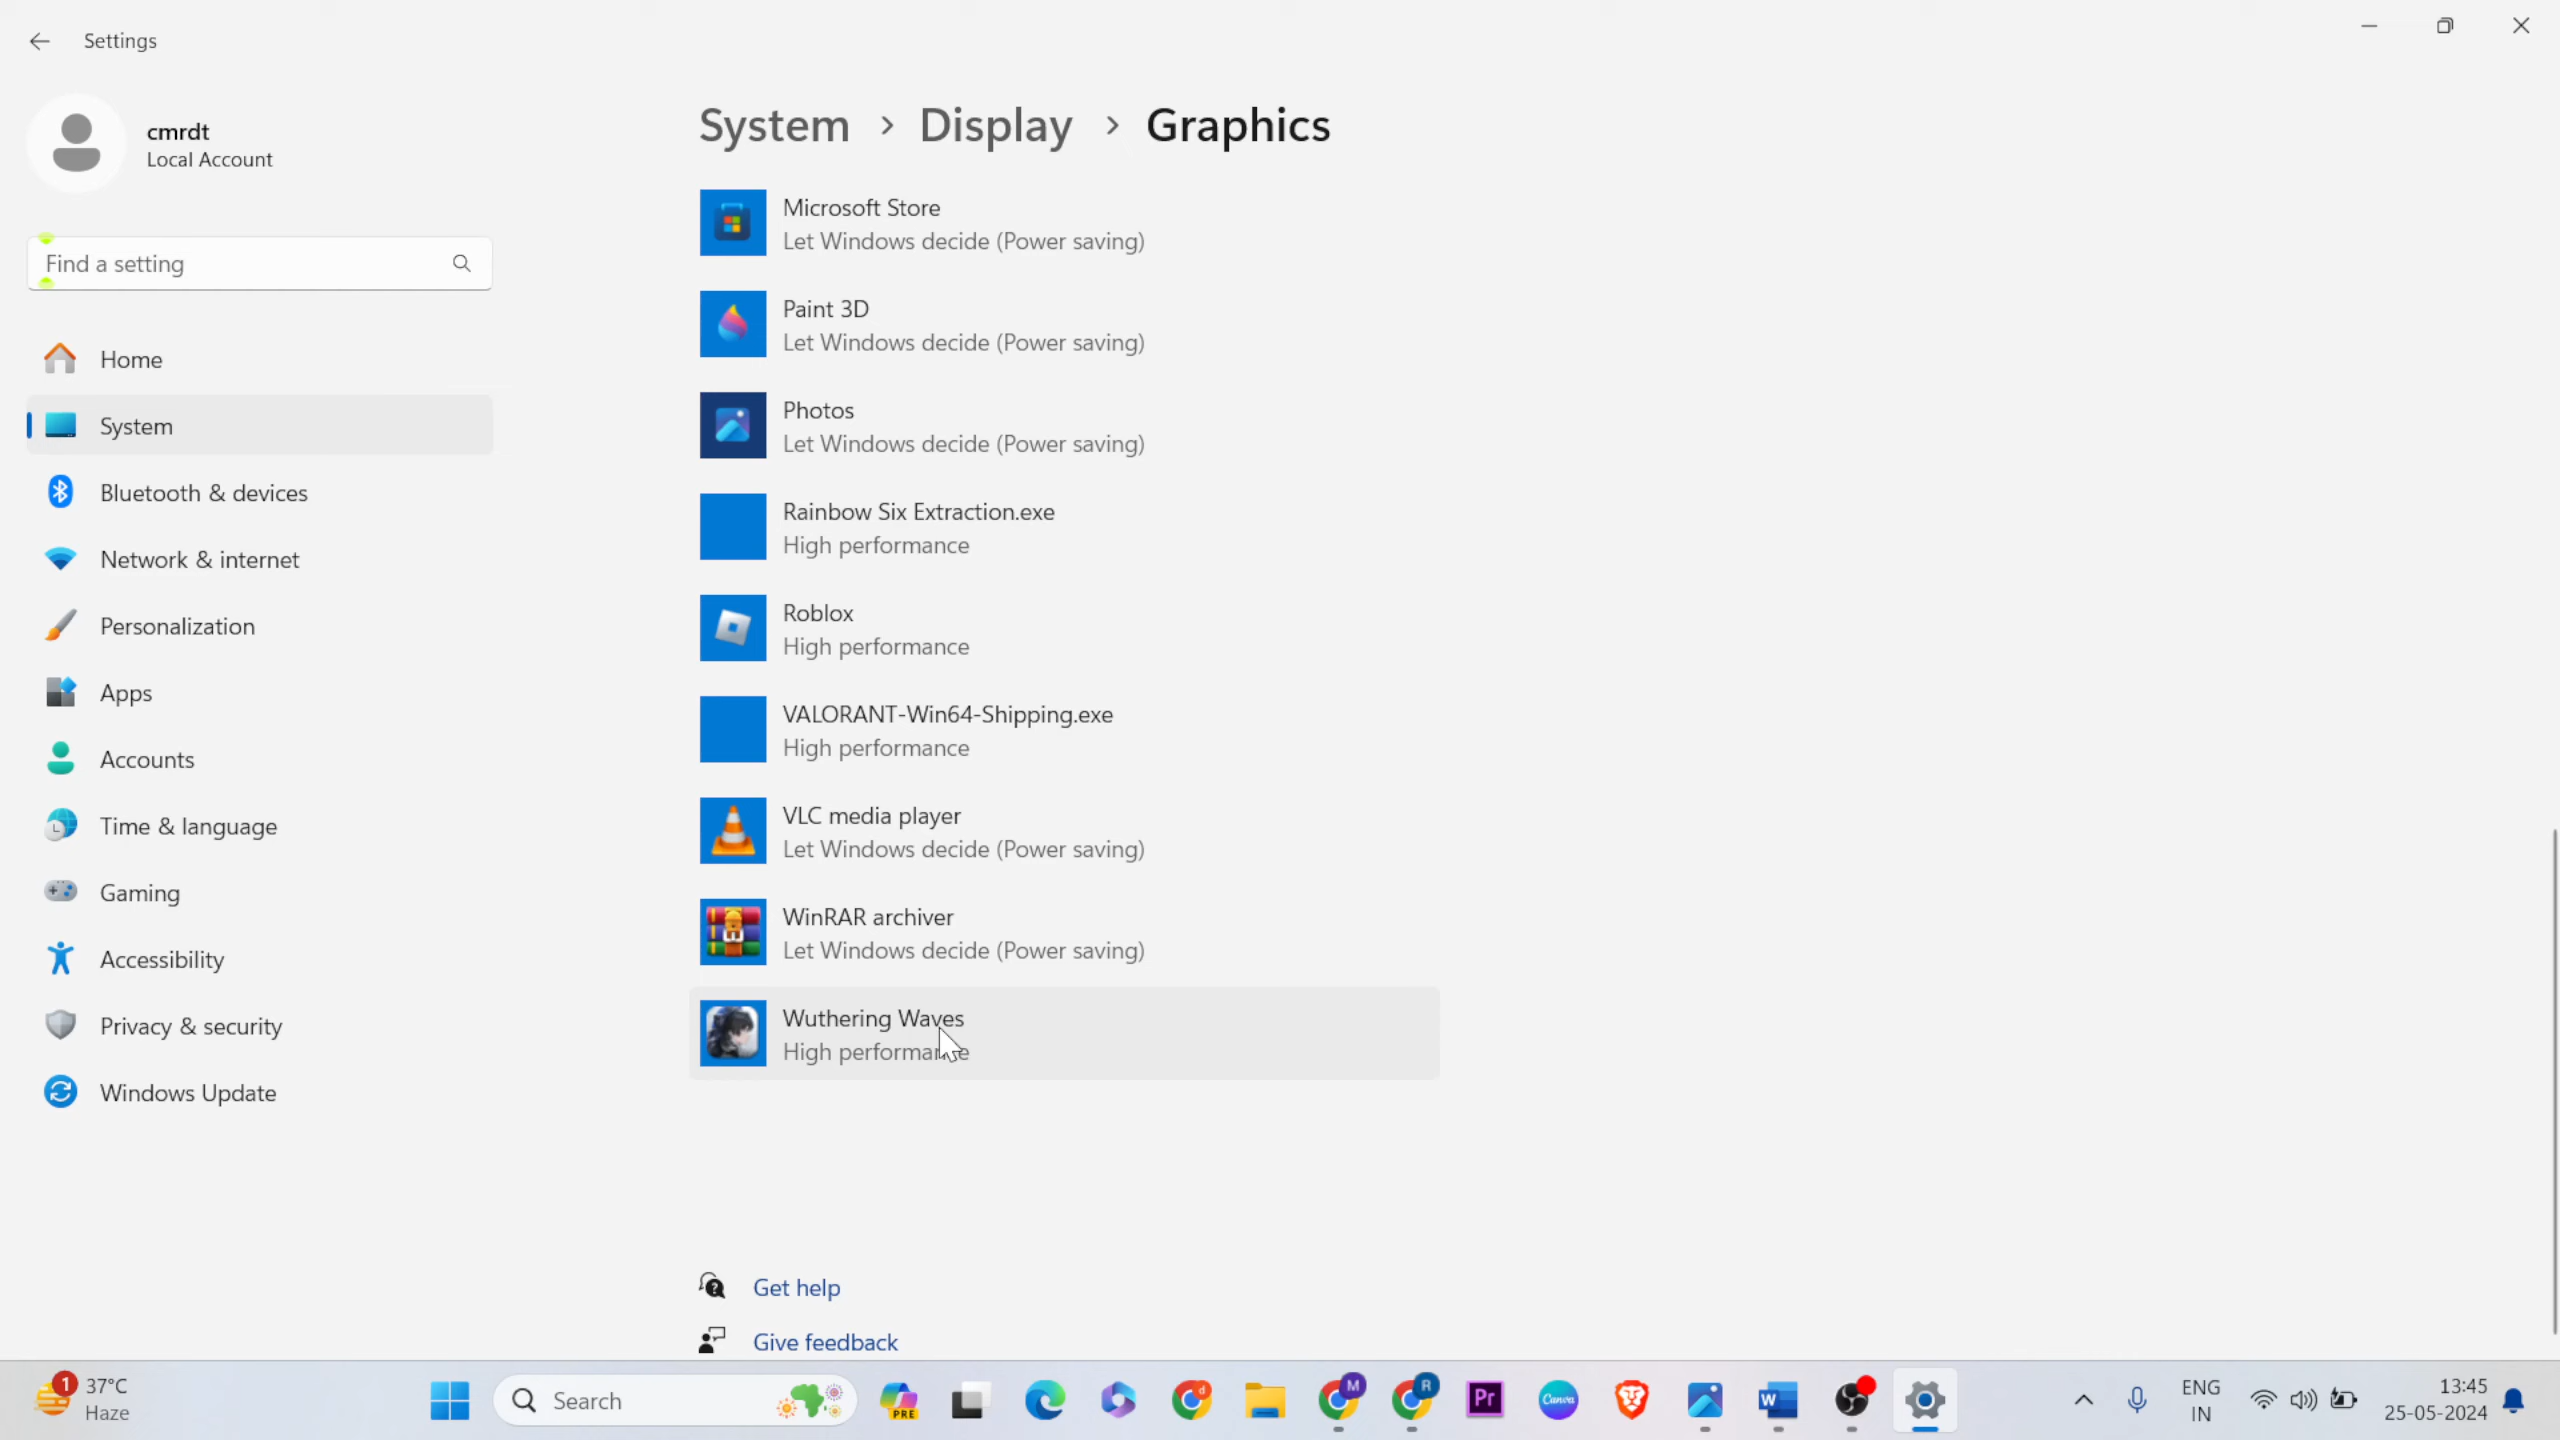 Settings
cmrdt
Local Account
Find a setting
Home
System
Bluetooth & devices
Network & internet
Personalization
Apps
Accounts
Time & language
Gaming
Accessibility
Privacy & security
Windows Update
System > Display > Graphics
Microsoft Store
Let Windows decide (Power saving)
Paint 3D
Let Windows decide (Power saving)
Photos
Let Windows decide (Power saving)
Rainbow Six Extraction.exe
High performance
Roblox
High performance
VALORANT-Win64-Shipping.exe
High performance
VLC media player
Let Windows decide (Power saving)
WinRAR archiver
Let Windows decide (Power saving)
Wuthering Waves
High performance
Get help
Give feedback
1
37°C
Haze
Search
PRE
d
M
R
Pr
Canva
W
ENG
IN
13:45
25-05-2024